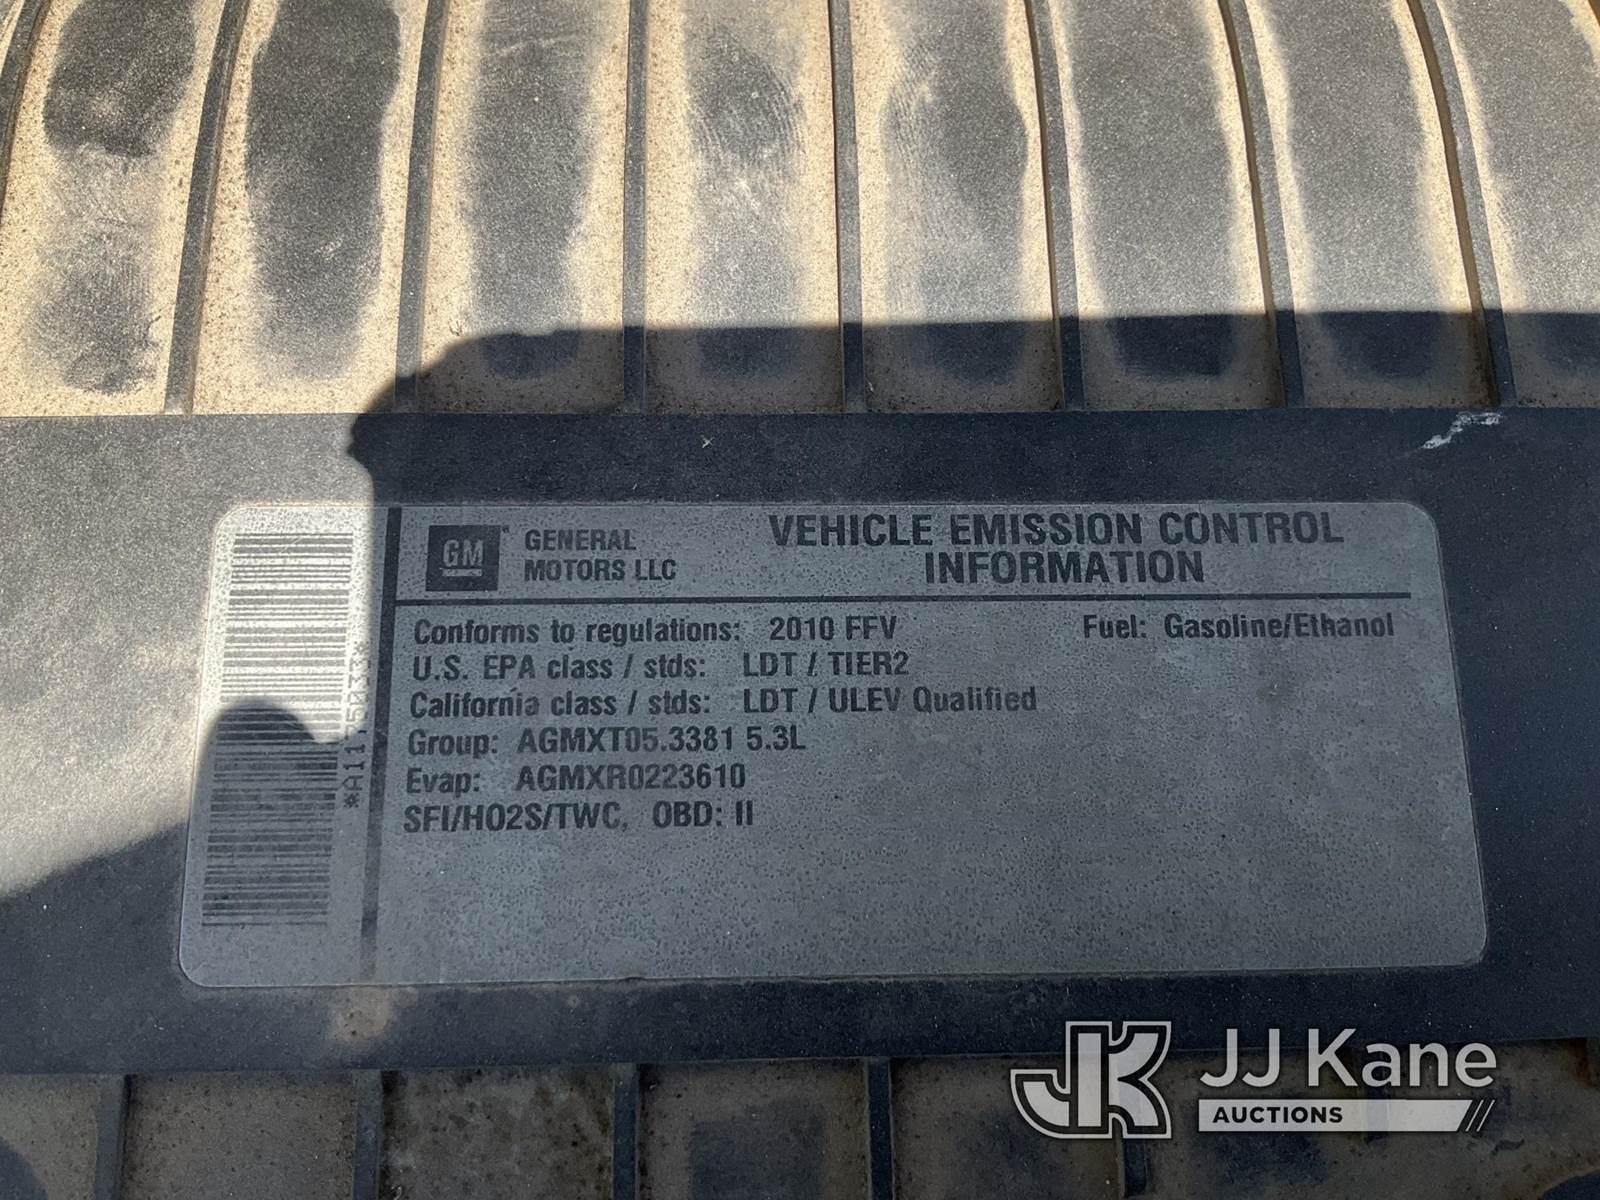 GM
GENERAL
MOTORS LLC
VEHICLE EMISSION CONTROL
INFORMATION
Conforms to regulations: 2010 FFV Fuel: Gasoline/Ethanol
U.S. EPA class / stds: LDT / TIER2
California class / stds: LDT / ULEV Qualified
Group: AGMXT05.3381 5.3L
Evap: AGMXR0223610
SFI/HO2S/TWC, OBD: II
JK JJ Kane
AUCTIONS